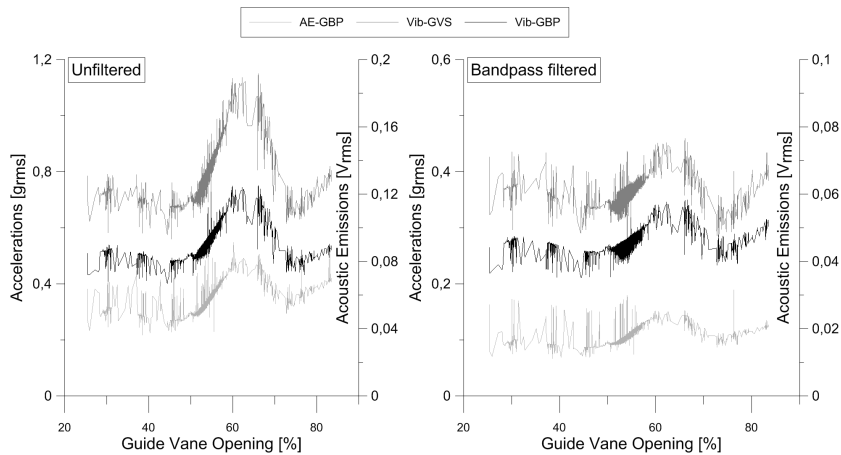 AE-GBP Vib-GVS Vib-GBP
Unfiltered
Bandpass filtered
1,2
0,8
0,4
0
Accelerations [grms]
0,2
0,16
0,12
0,08
0,04
0
Acoustic Emissions [Vrms]
20 40 60 80
Guide Vane Opening [%]
0,6
0,4
0,2
0
Accelerations [grms]
0,1
0,08
0,06
0,04
0,02
0
Acoustic Emissions [Vrms]
20 40 60 80
Guide Vane Opening [%]